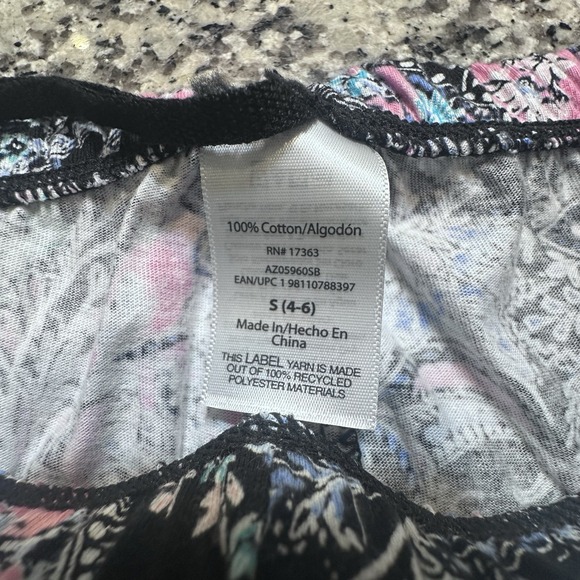 100% Cotton/Algodón
RN# 17363
AZ05960SB
EAN/UPC 1 98110788397
S (4-6)
Made In/Hecho En
China
THIS LABEL YARN IS MADE
OUT OF 100% RECYCLED
POLYESTER MATERIALS